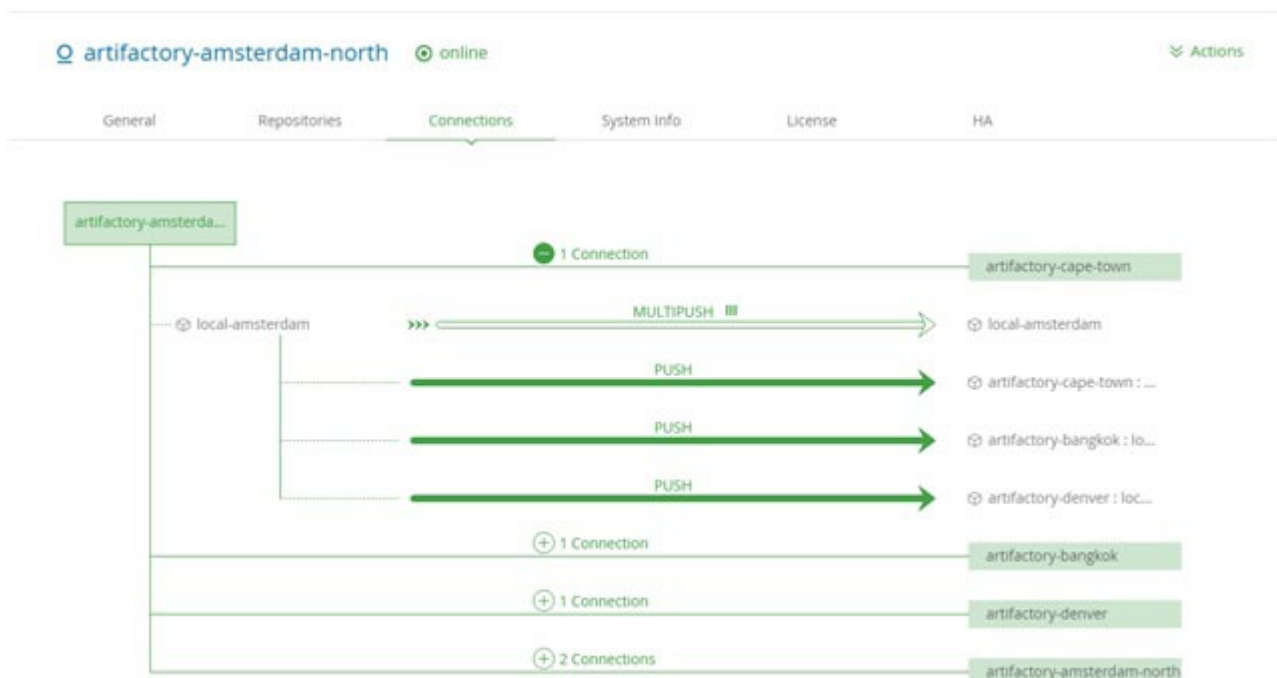 artifactory-amsterdam-north online Actions
General Repositories Connections System Info License HA
artifactory-amsterda...
1 Connection
artifactory-cape-town
MULTIPUSH
local-amsterdam local-amsterdam
PUSH
artifactory-cape-town : ...
PUSH
artifactory-bangkok : lo...
PUSH
artifactory-denver : loc...
1 Connection
artifactory-bangkok
1 Connection
artifactory-denver
2 Connections
artifactory-amsterdam-north